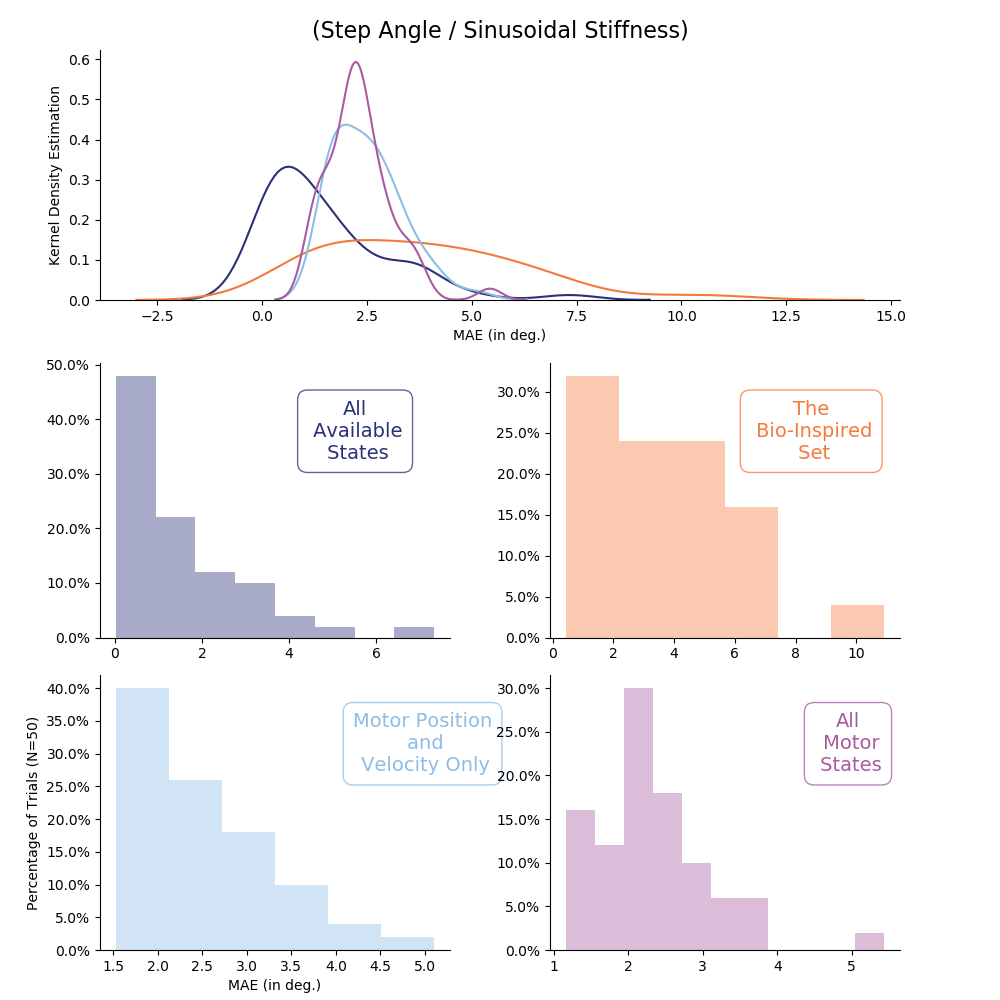 (Step Angle / Sinusoidal Stiffness)
Kernel Density Estimation
0.6
0.5
0.4
0.3
0.2
0.1
0.0
−2.5 0.0 2.5 5.0 7.5 10.0 12.5 15.0
MAE (in deg.)
50.0%
40.0%
30.0%
20.0%
10.0%
0.0%
0 2 4 6
All
Available
States
30.0%
25.0%
20.0%
15.0%
10.0%
5.0%
0.0%
0 2 4 6 8 10
The
Bio-Inspired
Set
Percentage of Trials (N=50)
40.0%
35.0%
30.0%
25.0%
20.0%
15.0%
10.0%
5.0%
0.0%
1.5 2.0 2.5 3.0 3.5 4.0 4.5 5.0
MAE (in deg.)
Motor Position
and
Velocity Only
30.0%
25.0%
20.0%
15.0%
10.0%
5.0%
0.0%
1 2 3 4 5
All
Motor
States